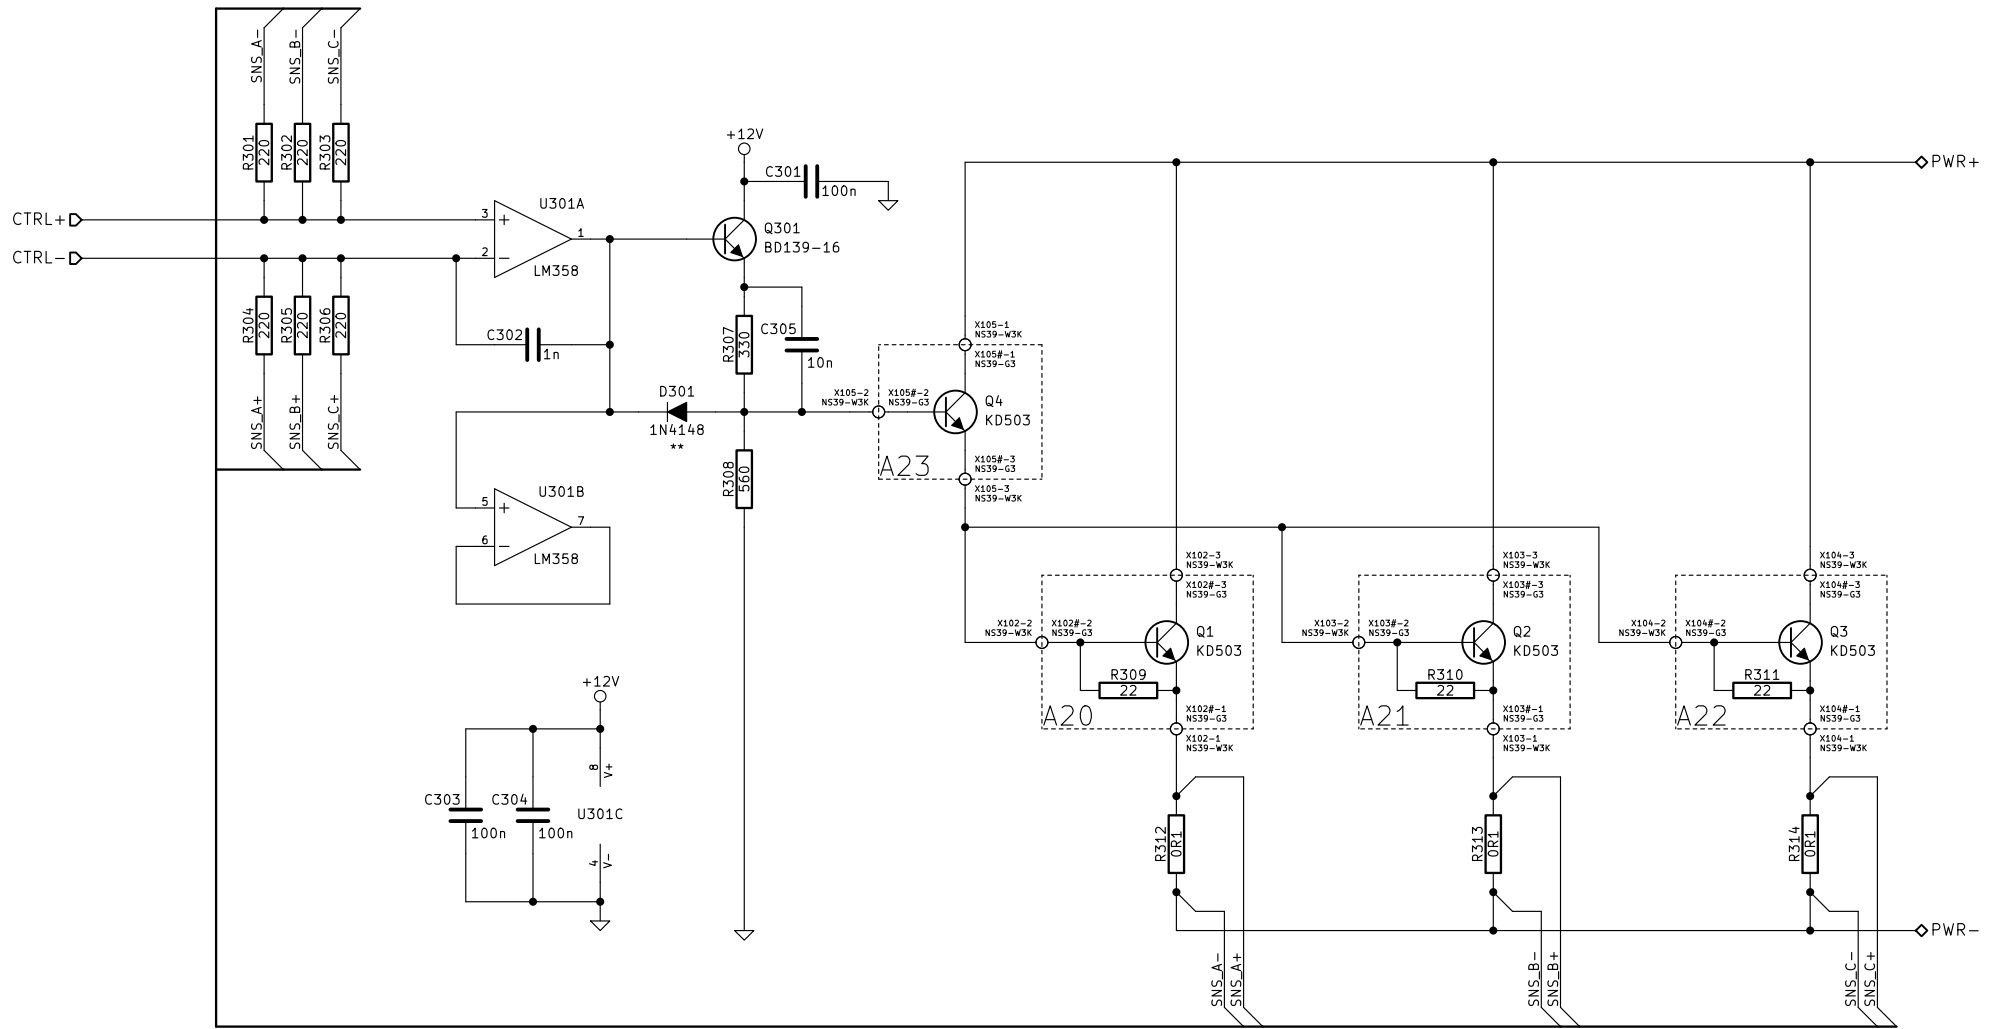 SNS_A-
SNS_B-
SNS_C-
R301
220
R302
220
R303
220
CTRL+
CTRL-
R304
220
R305
220
R306
220
SNS_A+
SNS_B+
SNS_C+
U301A
3
+
2
-
1
LM358
C302
1n
+12V
C301
100n
Q301
BD139-16
R307
330
C305
10n
D301
1N4148
**
R308
560
U301B
5
+
6
-
7
LM358
X105-1
NS39-W3K
X105#-1
NS39-G3
X105-2
NS39-W3K
X105#-2
NS39-G3
Q4
KD503
A23
X105#-3
NS39-G3
X105-3
NS39-W3K
PWR+
X102-3
NS39-W3K
X102#-3
NS39-G3
X102-2
NS39-W3K
X102#-2
NS39-G3
Q1
KD503
R309
22
A20
X102#-1
NS39-G3
X102-1
NS39-W3K
X103-3
NS39-W3K
X103#-3
NS39-G3
X103-2
NS39-W3K
X103#-2
NS39-G3
Q2
KD503
R310
22
A21
X103#-1
NS39-G3
X103-1
NS39-W3K
X104-3
NS39-W3K
X104#-3
NS39-G3
X104-2
NS39-W3K
X104#-2
NS39-G3
Q3
KD503
R311
22
A22
X104#-1
NS39-G3
X104-1
NS39-W3K
+12V
8
V+
C303
100n
C304
100n
U301C
4
V-
R312
0R1
R313
0R1
R314
0R1
PWR-
SNS_A-
SNS_A+
SNS_B-
SNS_B+
SNS_C-
SNS_C+